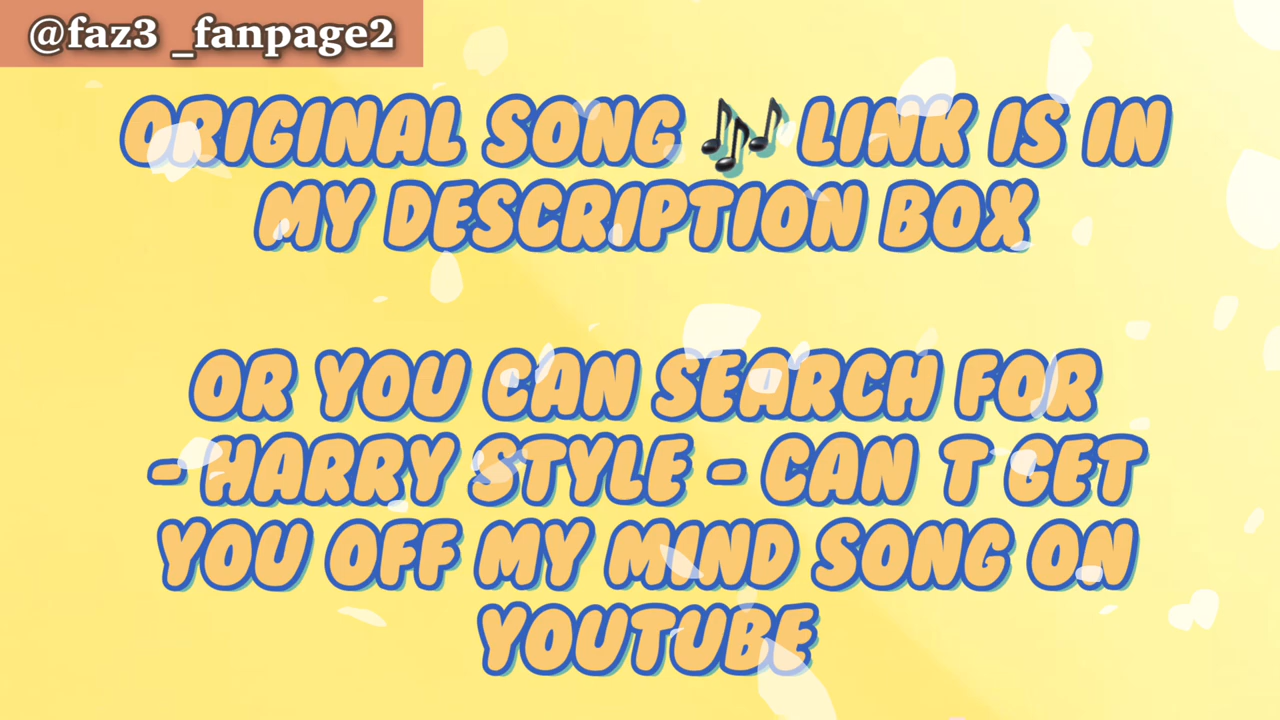 @faz3 _fanpage2
ORIGINAL SONG 🎶 LINK IS IN
MY DESCRIPTION BOX
OR YOU CAN SEARCH FOR
- HARRY STYLE - CAN T GET
YOU OFF MY MIND SONG ON
YOUTUBE